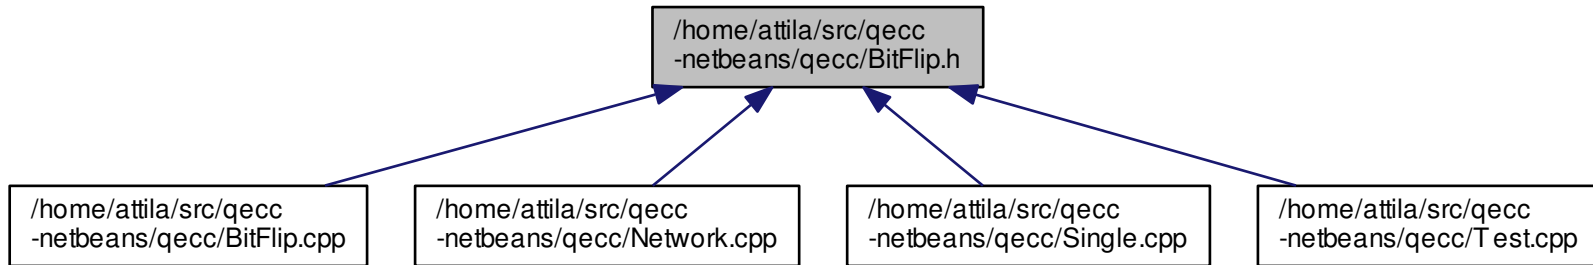 /home/attila/src/qecc
-netbeans/qecc/BitFlip.h
/home/attila/src/qecc
-netbeans/qecc/BitFlip.cpp
/home/attila/src/qecc
-netbeans/qecc/Network.cpp
/home/attila/src/qecc
-netbeans/qecc/Single.cpp
/home/attila/src/qecc
-netbeans/qecc/Test.cpp